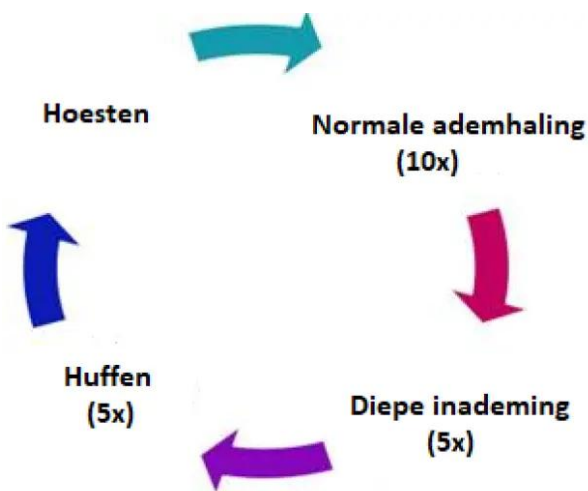 Hoesten
Normale ademhaling
(10x)
Huffen
(5x)
Diepe inademing
(5x)